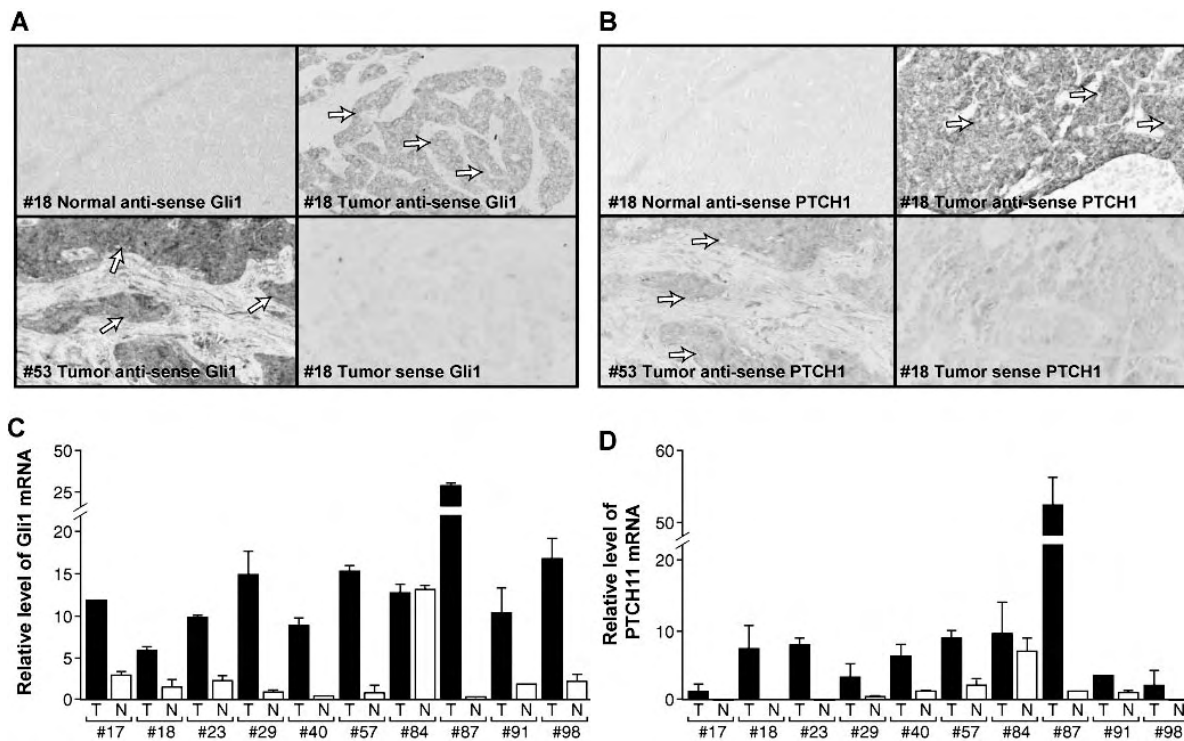 A
B
#18 Normal anti-sense Gli1
#18 Tumor anti-sense Gli1
#53 Tumor anti-sense Gli1
#18 Tumor sense Gli1
#18 Normal anti-sense PTCH1
#18 Tumor anti-sense PTCH1
#53 Tumor anti-sense PTCH1
#18 Tumor sense PTCH1
C
Relative level of Gli1 mRNA
50
25
20
15
10
5
0
T N T N T N T N T N T N T N T N T N T N
#17 #18 #23 #29 #40 #57 #84 #87 #91 #98
D
Relative level of
PTCH11 mRNA
60
50
20
10
0
T N T N T N T N T N T N T N T N T N T N
#17 #18 #23 #29 #40 #57 #84 #87 #91 #98